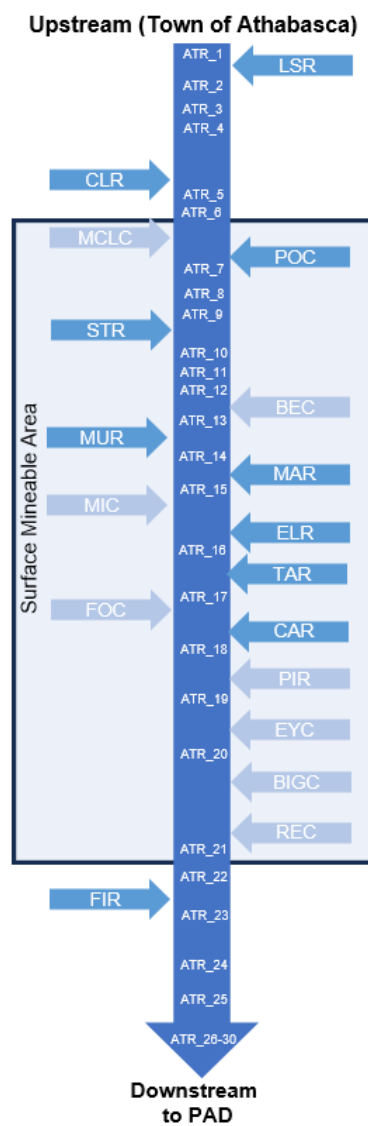 Upstream (Town of Athabasca)
ATR_1
LSR
ATR_2
ATR_3
ATR_4
CLR
ATR_5
ATR_6
MCLC
POC
ATR_7
ATR_8
ATR_9
STR
ATR_10
ATR_11
ATR_12
BEC
ATR_13
MUR
ATR_14
MAR
ATR_15
MIC
ELR
ATR_16
TAR
ATR_17
FOC
CAR
ATR_18
PIR
ATR_19
EYC
ATR_20
BIGC
REC
ATR_21
Surface Mineable Area
ATR_22
FIR
ATR_23
ATR_24
ATR_25
ATR_26-30
Downstream
to PAD